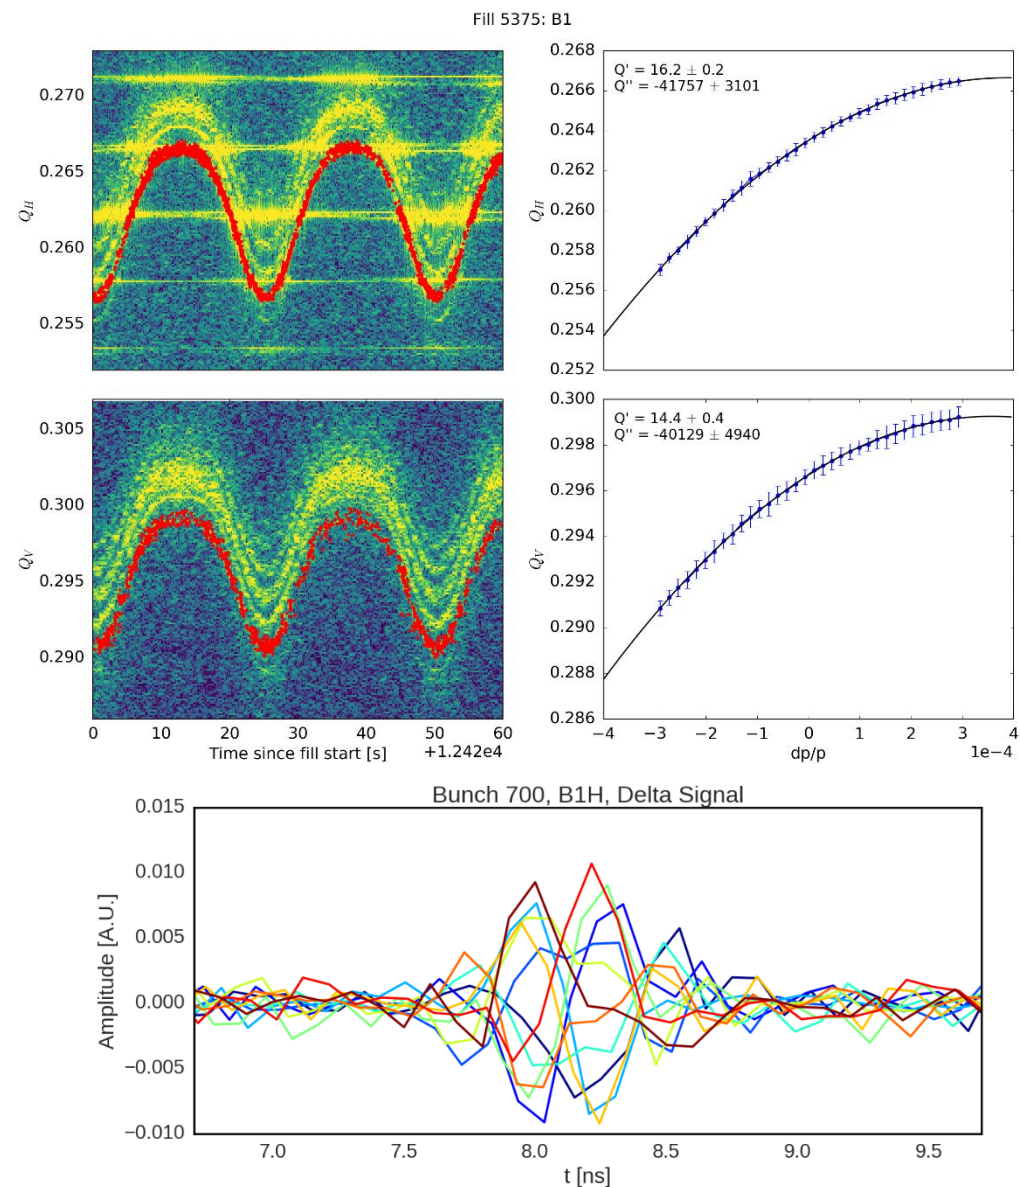 Fill 5375: B1
0.270
0.265
0.260
0.255
Q_H
0.268
0.266
0.264
0.262
0.260
0.258
0.256
0.254
0.252
Q_H
Q' = 16.2 ± 0.2
Q'' = -41757 + 3101
0.305
0.300
0.295
0.290
Q_V
0 10 20 30 40 50 60
Time since fill start [s] +1.242e4
0.300
0.298
0.296
0.294
0.292
0.290
0.288
0.286
Q_V
Q' = 14.4 + 0.4
Q'' = -40129 ± 4940
−4 −3 −2 −1 0 1 2 3 4
dp/p 1e−4
Bunch 700, B1H, Delta Signal
0.015
0.010
0.005
0.000
−0.005
−0.010
Amplitude [A.U.]
7.0 7.5 8.0 8.5 9.0 9.5
t [ns]